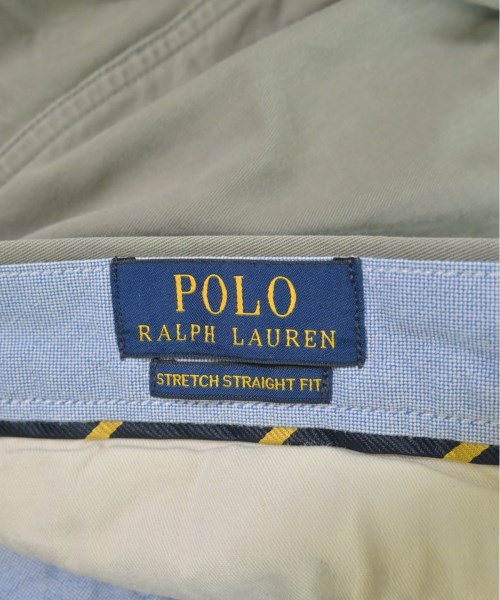 POLO
RALPH LAUREN
STRETCH STRAIGHT FIT